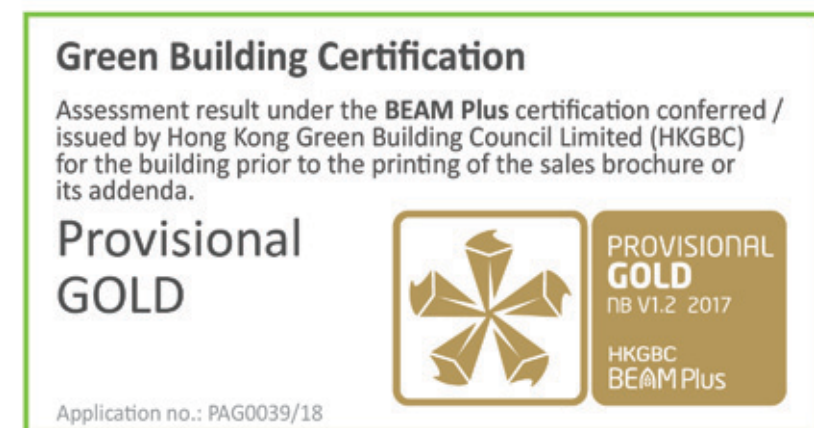 Green Building Certification
Assessment result under the BEAM Plus certification conferred /
issued by Hong Kong Green Building Council Limited (HKGBC)
for the building prior to the printing of the sales brochure or
its addenda.
Provisional
GOLD
PROVISIONAL
GOLD
NB V1.2 2017
HKGBC
BEAM Plus
Application no.: PAG0039/18